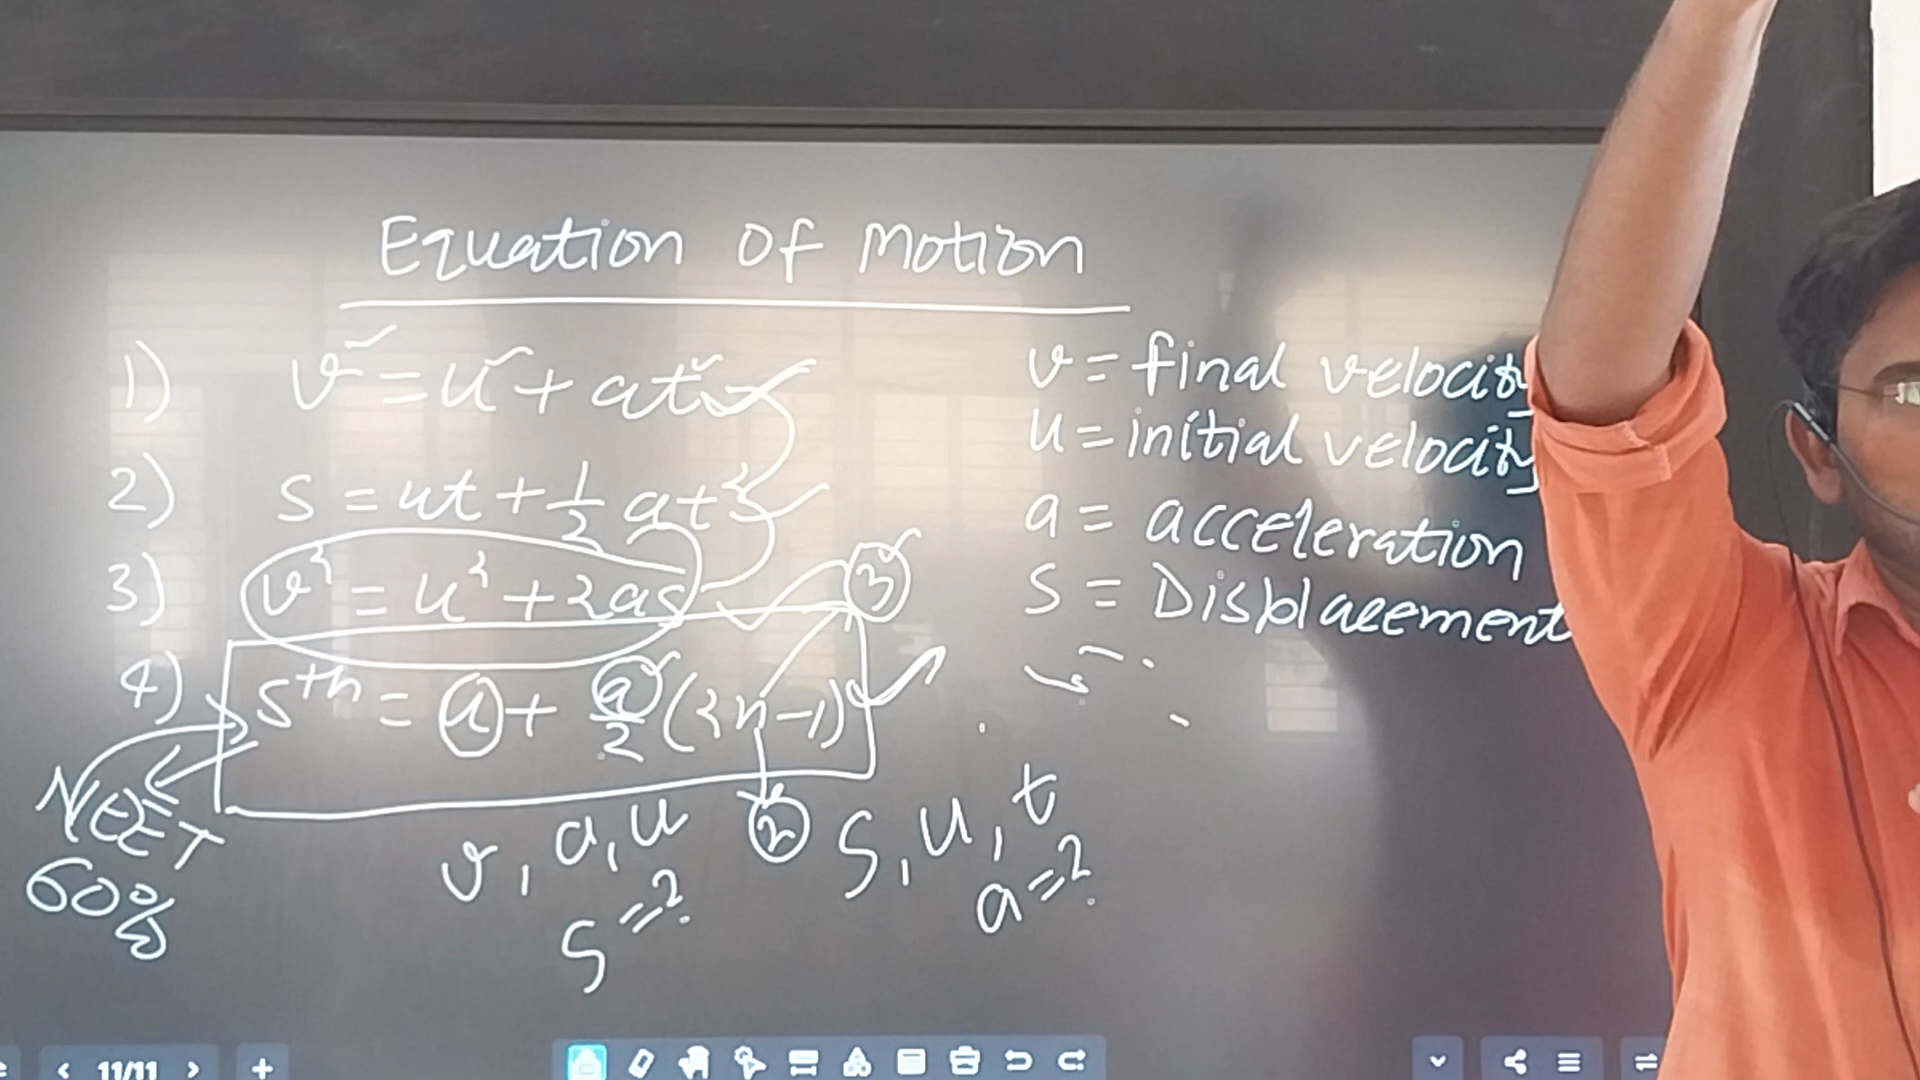 Equation of Motion
1) v = u + at
2) s = ut + 1/2 at²
3) v² = u² + 2as
4) sᵗʰ = u + a/2 (2n-1)
v = final velocity
u = initial velocity
a = acceleration
s = Displacement
3
NEET
60%
v, a, u
s = ?
2
S, u, t
a = ?
11/11